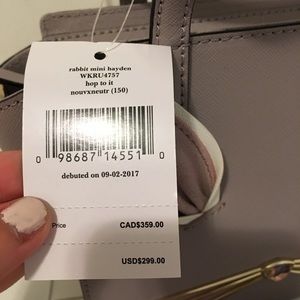 rabbit mini hayden
WKRU4757
hop to it
nouvxneutr (150)
0 98687 14551 0
debuted on 09-02-2017
Price CAD$359.00
USD$299.00